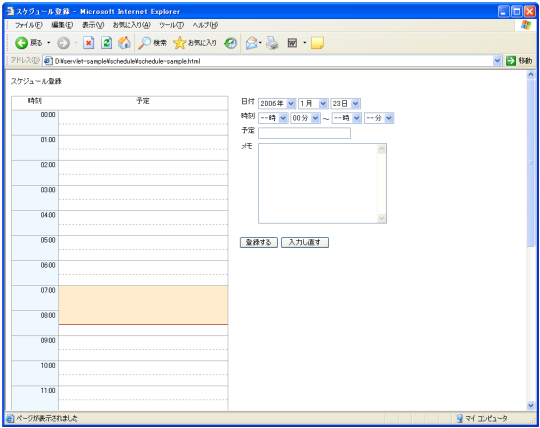 スケジュール登録 - Microsoft Internet Explorer
ファイル(F) 編集(E) 表示(V) お気に入り(A) ツール(T) ヘルプ(H)
戻る 検索 お気に入り
アドレス(D) D:¥servlet-sample¥schedule¥schedule-sample.html 移動
スケジュール登録
時刻 予定
00:00
01:00
02:00
03:00
04:00
05:00
06:00
07:00
08:00
09:00
10:00
11:00
日付 2006年 1月 23日
時刻 --時 00分 ～ --時 --分
予定
メモ
登録する 入力し直す
ページが表示されました マイ コンピュータ